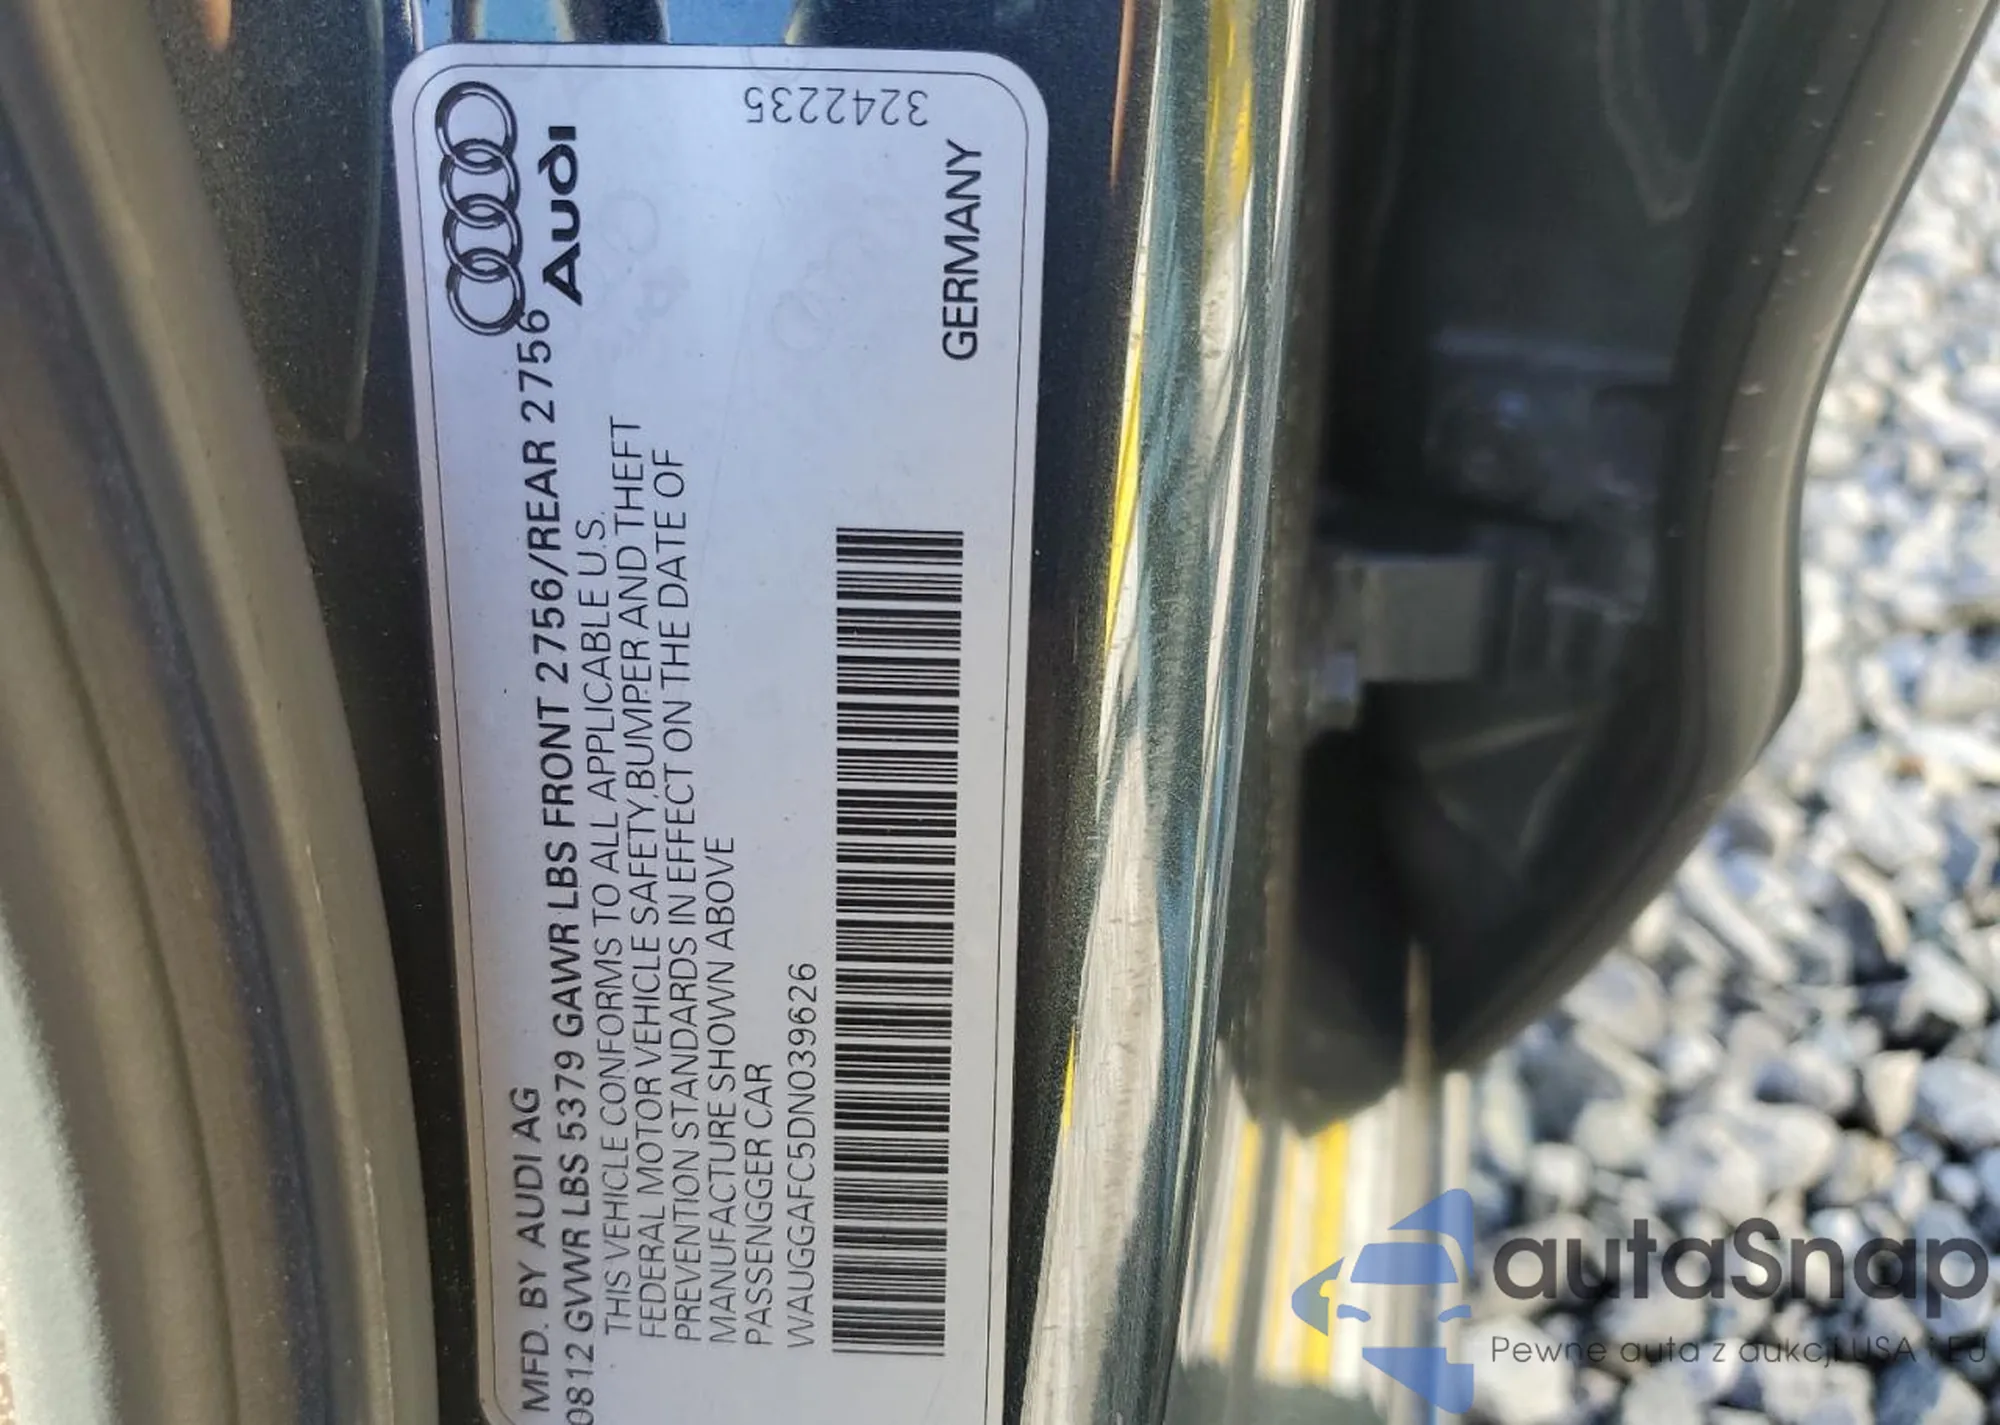 MFD. BY AUDI AG
0812 GVWR LBS 5379 GAWR LBS FRONT 2756/REAR 2756
THIS VEHICLE CONFORMS TO ALL APPLICABLE U.S.
FEDERAL MOTOR VEHICLE SAFETY,BUMPER AND THEFT
PREVENTION STANDARDS IN EFFECT ON THE DATE OF
MANUFACTURE SHOWN ABOVE
PASSENGER CAR
WAUGGAFC5DN039626
Audi
GERMANY
3242235
autaSnap
Pewne auta z aukcji USA i EU